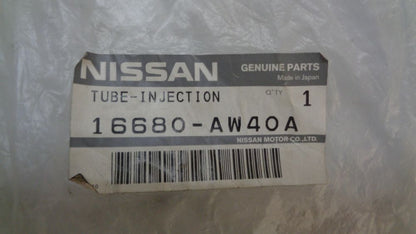 NISSAN GENUINE PARTS
Made in Japan
TUBE-INJECTION Q'TY 1
16680-AW40A
NISSAN MOTOR CO.,LTD.